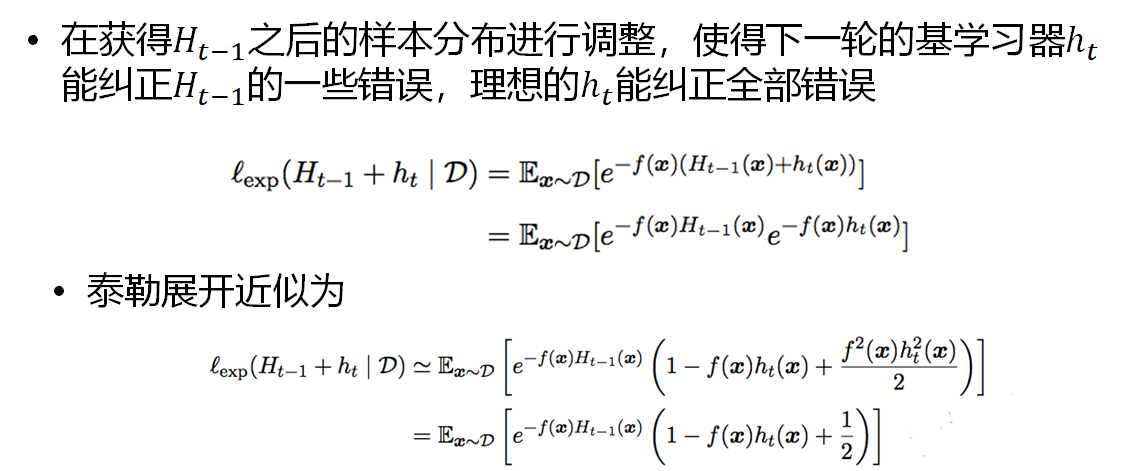 • 在获得$H_{t-1}$之后的样本分布进行调整，使得下一轮的基学习器$h_t$
能纠正$H_{t-1}$的一些错误，理想的$h_t$能纠正全部错误
$\ell_{\exp}(H_{t-1} + h_t \mid \mathcal{D}) = \mathbb{E}_{\boldsymbol{x}\sim\mathcal{D}}[e^{-f(\boldsymbol{x})(H_{t-1}(\boldsymbol{x})+h_t(\boldsymbol{x}))}]$
$= \mathbb{E}_{\boldsymbol{x}\sim\mathcal{D}}[e^{-f(\boldsymbol{x})H_{t-1}(\boldsymbol{x})}e^{-f(\boldsymbol{x})h_t(\boldsymbol{x})}]$
• 泰勒展开近似为
$\ell_{\exp}(H_{t-1} + h_t \mid \mathcal{D}) \simeq \mathbb{E}_{\boldsymbol{x}\sim\mathcal{D}}\left[e^{-f(\boldsymbol{x})H_{t-1}(\boldsymbol{x})}\left(1 - f(\boldsymbol{x})h_t(\boldsymbol{x}) + \frac{f^2(\boldsymbol{x})h_t^2(\boldsymbol{x})}{2}\right)\right]$
$= \mathbb{E}_{\boldsymbol{x}\sim\mathcal{D}}\left[e^{-f(\boldsymbol{x})H_{t-1}(\boldsymbol{x})}\left(1 - f(\boldsymbol{x})h_t(\boldsymbol{x}) + \frac{1}{2}\right)\right]$